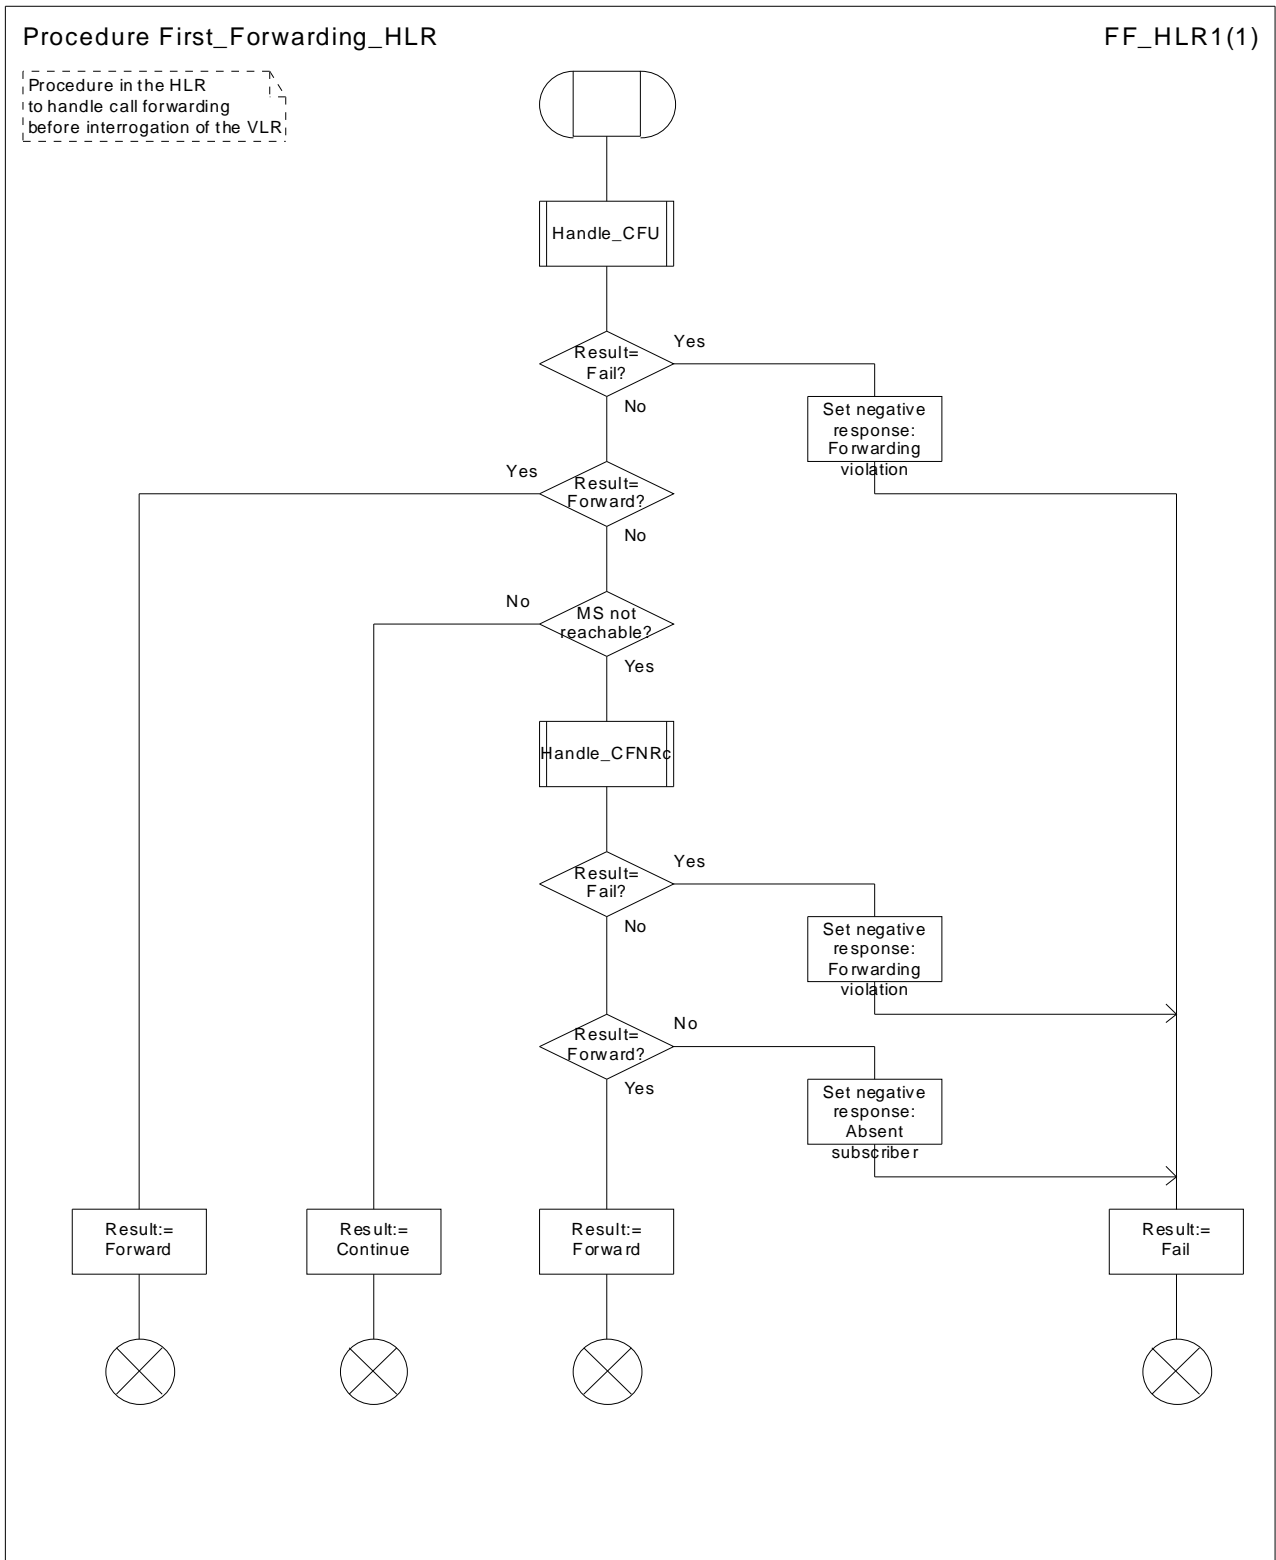 Procedure First_Forwarding_HLR
FF_HLR1(1)
Procedure in the HLR
to handle call forwarding
before interrogation of the VLR
Handle_CFU
Result=
Fail?
Yes
No
Set negative
response:
Forwarding
violation
Result=
Forward?
Yes
No
MS not
reachable?
No
Yes
Handle_CFNRc
Result=
Fail?
Yes
No
Set negative
response:
Forwarding
violation
Result=
Forward?
No
Yes
Set negative
response:
Absent
subscriber
Result:=
Forward
Result:=
Continue
Result:=
Forward
Result:=
Fail